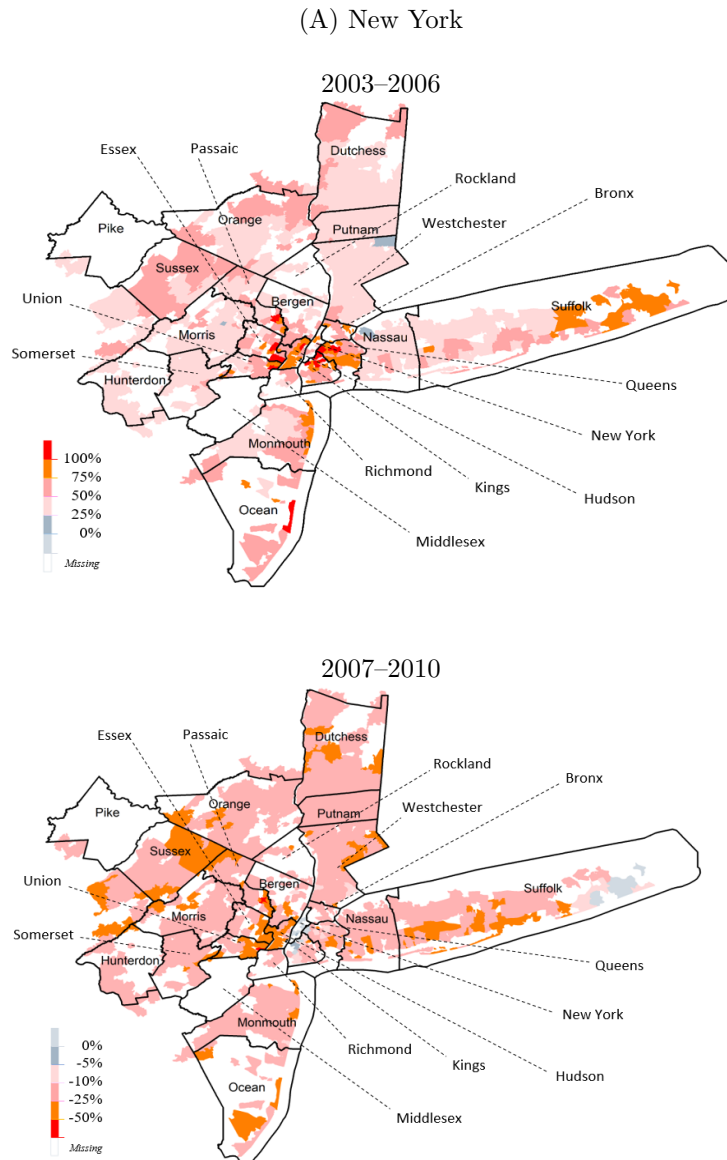 (A) New York
2003–2006
Essex
Passaic
Dutchess
Rockland
Bronx
Westchester
Pike
Orange
Putnam
Sussex
Union
Bergen
Suffolk
Morris
Nassau
Somerset
Hunterdon
Queens
New York
Monmouth
Richmond
Kings
Hudson
100%
75%
50%
25%
0%
Missing
Ocean
Middlesex
2007–2010
Essex
Passaic
Dutchess
Rockland
Bronx
Westchester
Pike
Orange
Putnam
Sussex
Union
Bergen
Suffolk
Morris
Nassau
Somerset
Hunterdon
Queens
New York
Monmouth
Richmond
Kings
Hudson
0%
-5%
-10%
-25%
-50%
Missing
Ocean
Middlesex